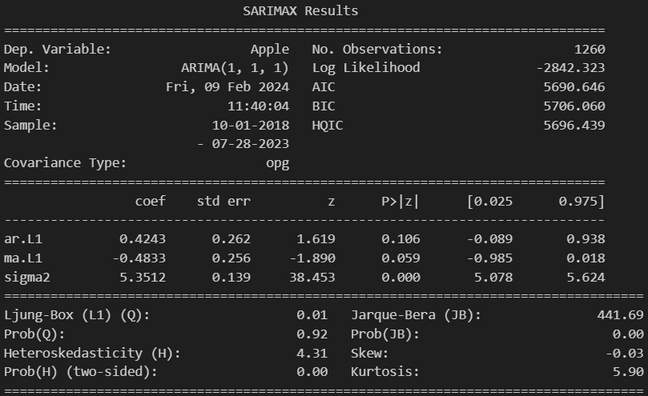 SARIMAX Results
==============================================================================
Dep. Variable:                  Apple   No. Observations:                 1260
Model:                 ARIMA(1, 1, 1)   Log Likelihood               -2842.323
Date:                Fri, 09 Feb 2024   AIC                           5690.646
Time:                        11:40:04   BIC                           5706.060
Sample:                    10-01-2018   HQIC                          5696.439
                         - 07-28-2023
Covariance Type:                  opg
==============================================================================
                 coef    std err          z      P>|z|      [0.025      0.975]
------------------------------------------------------------------------------
ar.L1          0.4243      0.262      1.619      0.106      -0.089       0.938
ma.L1         -0.4833      0.256     -1.890      0.059      -0.985       0.018
sigma2         5.3512      0.139     38.453      0.000       5.078       5.624
===================================================================================
Ljung-Box (L1) (Q):                   0.01   Jarque-Bera (JB):               441.69
Prob(Q):                              0.92   Prob(JB):                         0.00
Heteroskedasticity (H):               4.31   Skew:                            -0.03
Prob(H) (two-sided):                  0.00   Kurtosis:                         5.90
===================================================================================